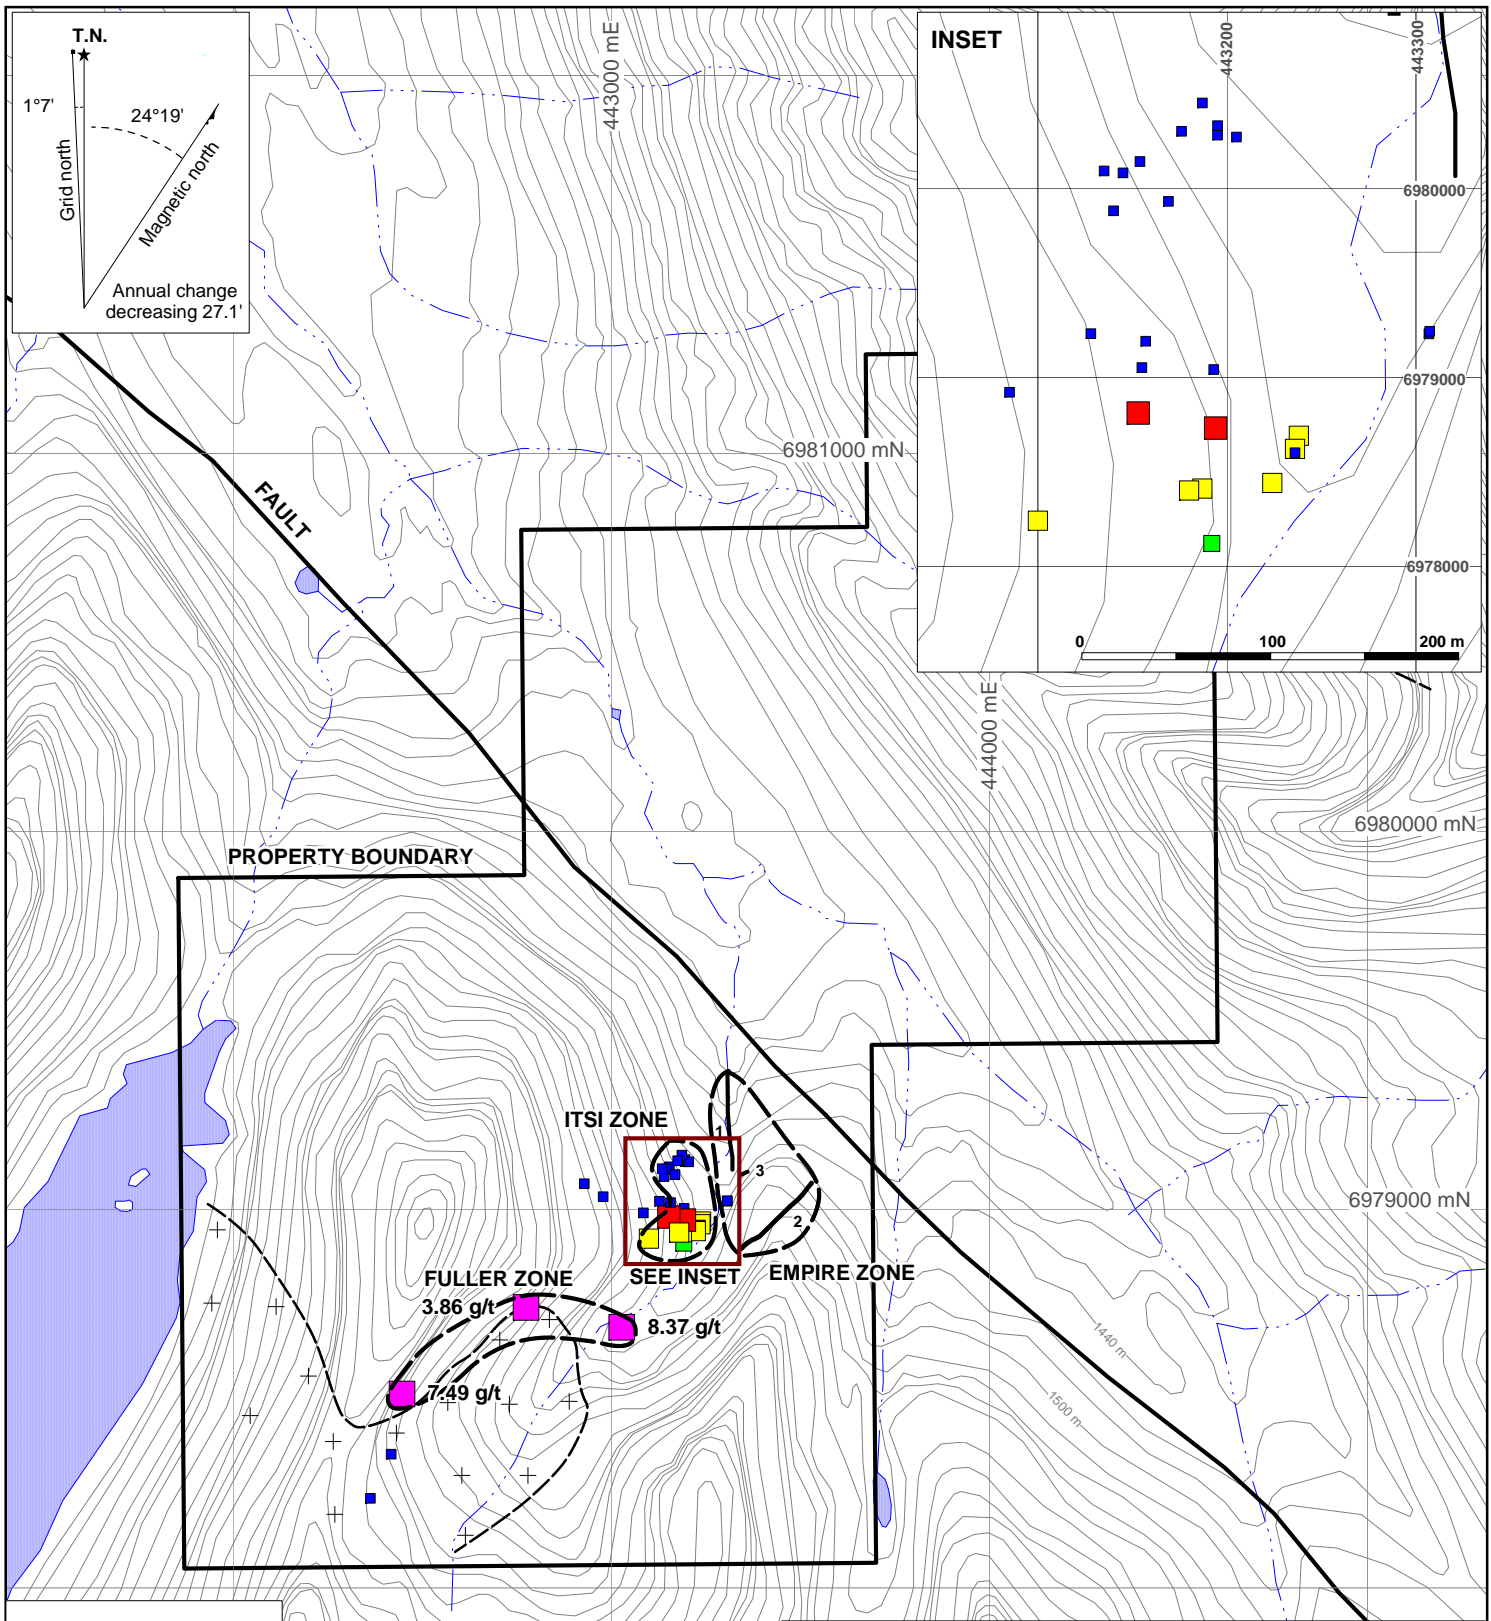 T.N.
1°7'
24°19'
Grid north
Magnetic north
Annual change
decreasing 27.1'
443000 mE
INSET
443200
443300
6980000
6979000
6978000
0 100 200 m
6981000 mN
FAULT
444000 mE
6980000 mN
PROPERTY BOUNDARY
ITSI ZONE
1
3
2
6979000 mN
SEE INSET
EMPIRE ZONE
FULLER ZONE
3.86 g/t
8.37 g/t
7.49 g/t
1440 m
1500 m